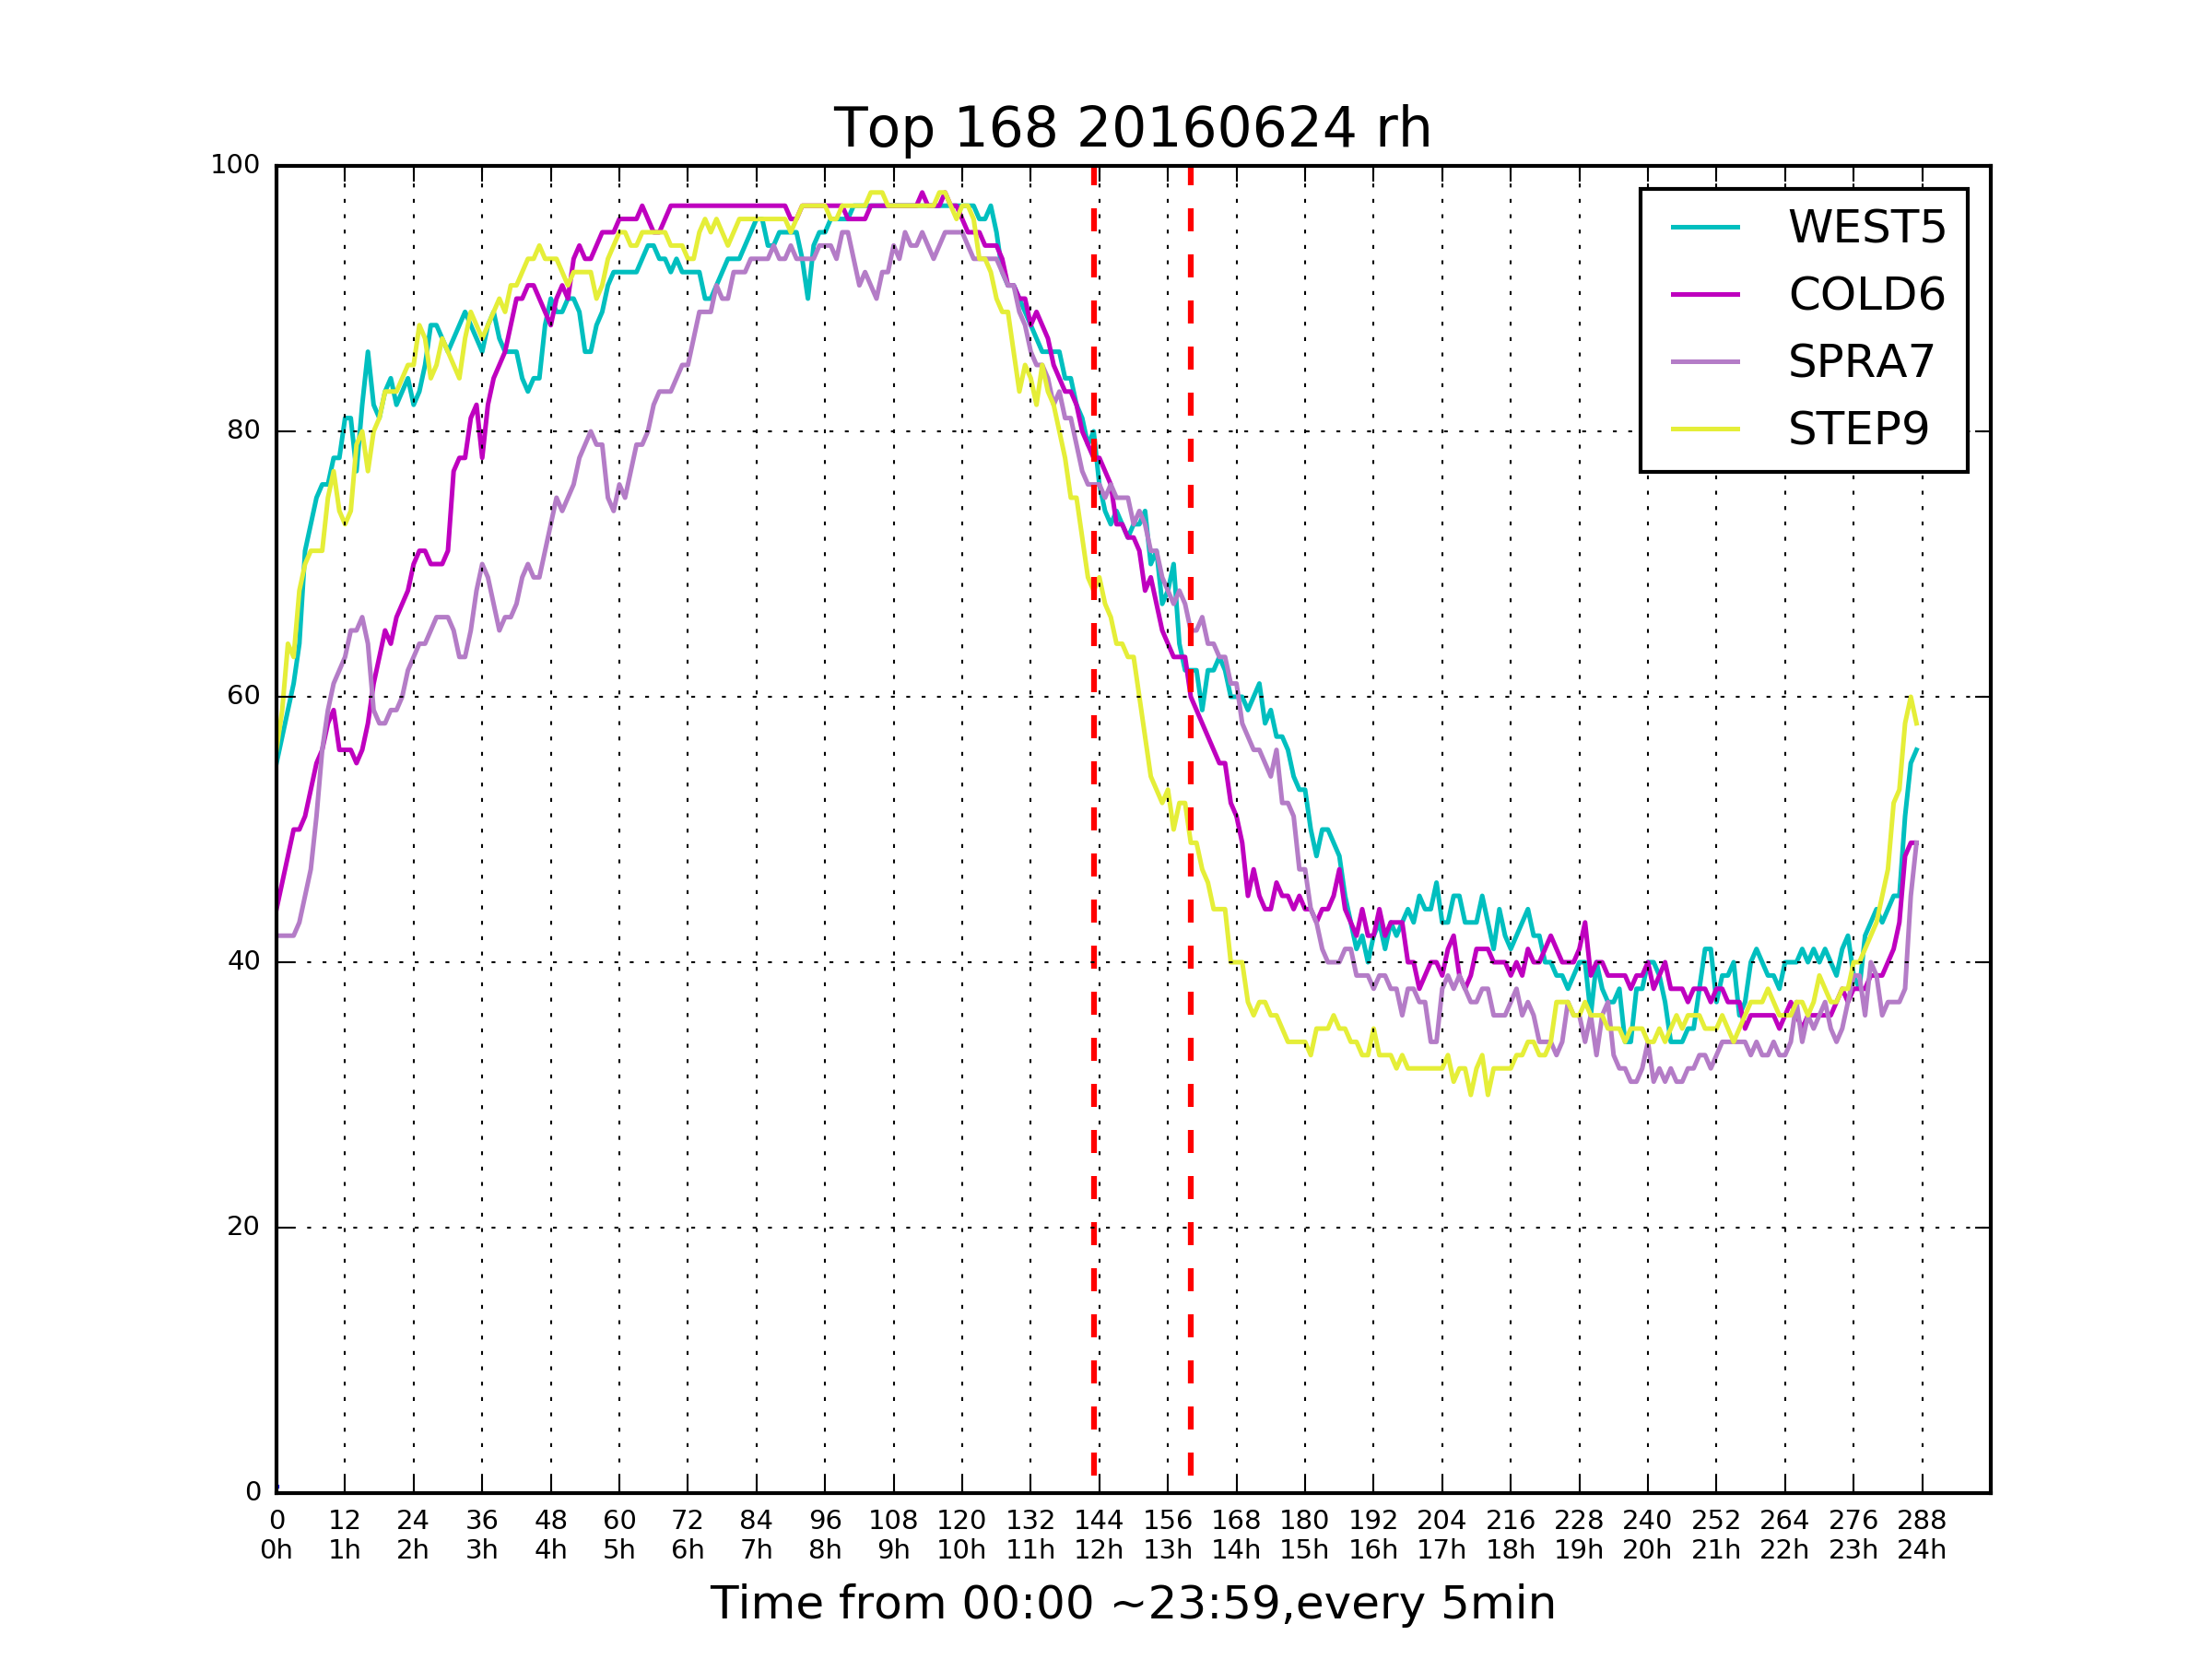 Top 168 20160624 rh
100
80
60
40
20
0
WEST5
COLD6
SPRA7
STEP9
0 12 24 36 48 60 72 84 96 108 120 132 144 156 168 180 192 204 216 228 240 252 264 276 288
0h 1h 2h 3h 4h 5h 6h 7h 8h 9h 10h 11h 12h 13h 14h 15h 16h 17h 18h 19h 20h 21h 22h 23h 24h
Time from 00:00 ~23:59,every 5min